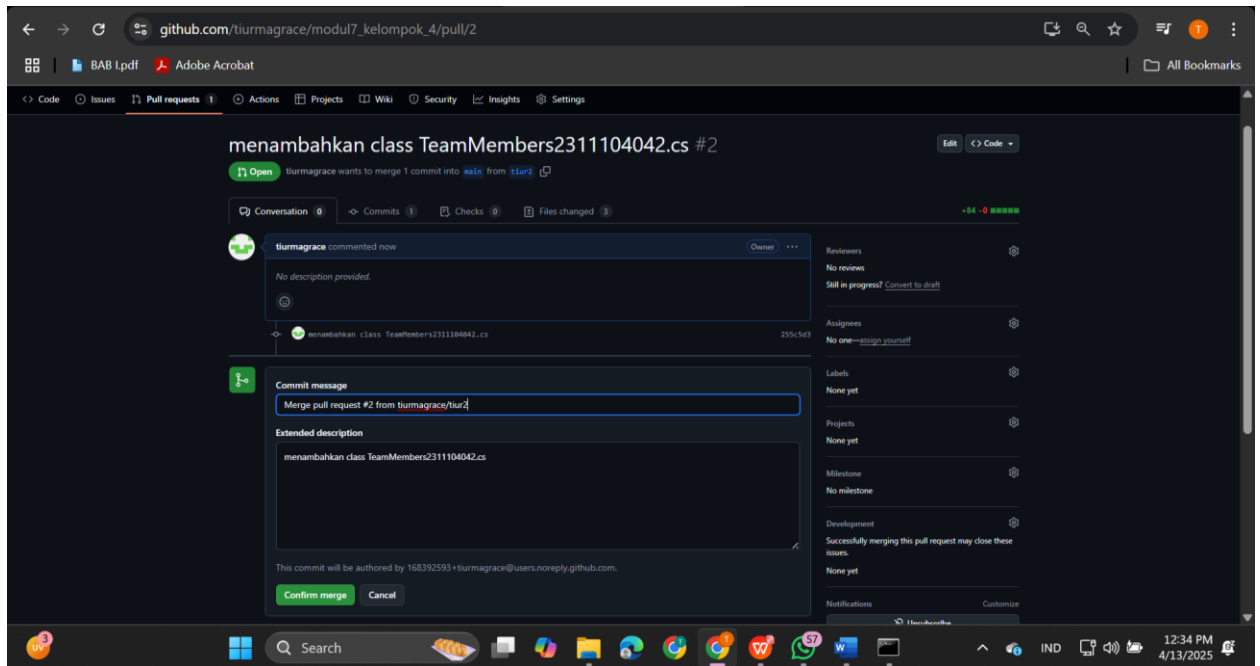 github.com/tiurmagrace/modul7_kelompok_4/pull/2
T
BAB I.pdf Adobe Acrobat All Bookmarks
Code Issues Pull requests 1 Actions Projects Wiki Security Insights Settings
menambahkan class TeamMembers2311104042.cs #2
Edit Code
Open tiurmagrace wants to merge 1 commit into main from tiur2
Conversation 0 Commits 1 Checks 0 Files changed 3 +84 −0
tiurmagrace commented now Owner ...
No description provided.
menambahkan class TeamMembers2311104042.cs 255c5d3
Commit message
Merge pull request #2 from tiurmagrace/tiur2
Extended description
menambahkan class TeamMembers2311104042.cs
This commit will be authored by 168392593+tiurmagrace@users.noreply.github.com.
Confirm merge Cancel
Reviewers
No reviews
Still in progress? Convert to draft
Assignees
No one—assign yourself
Labels
None yet
Projects
None yet
Milestone
No milestone
Development
Successfully merging this pull request may close these
issues.
None yet
Notifications Customize
Unsubscribe
UV 3
Search
57
IND
12:34 PM
4/13/2025